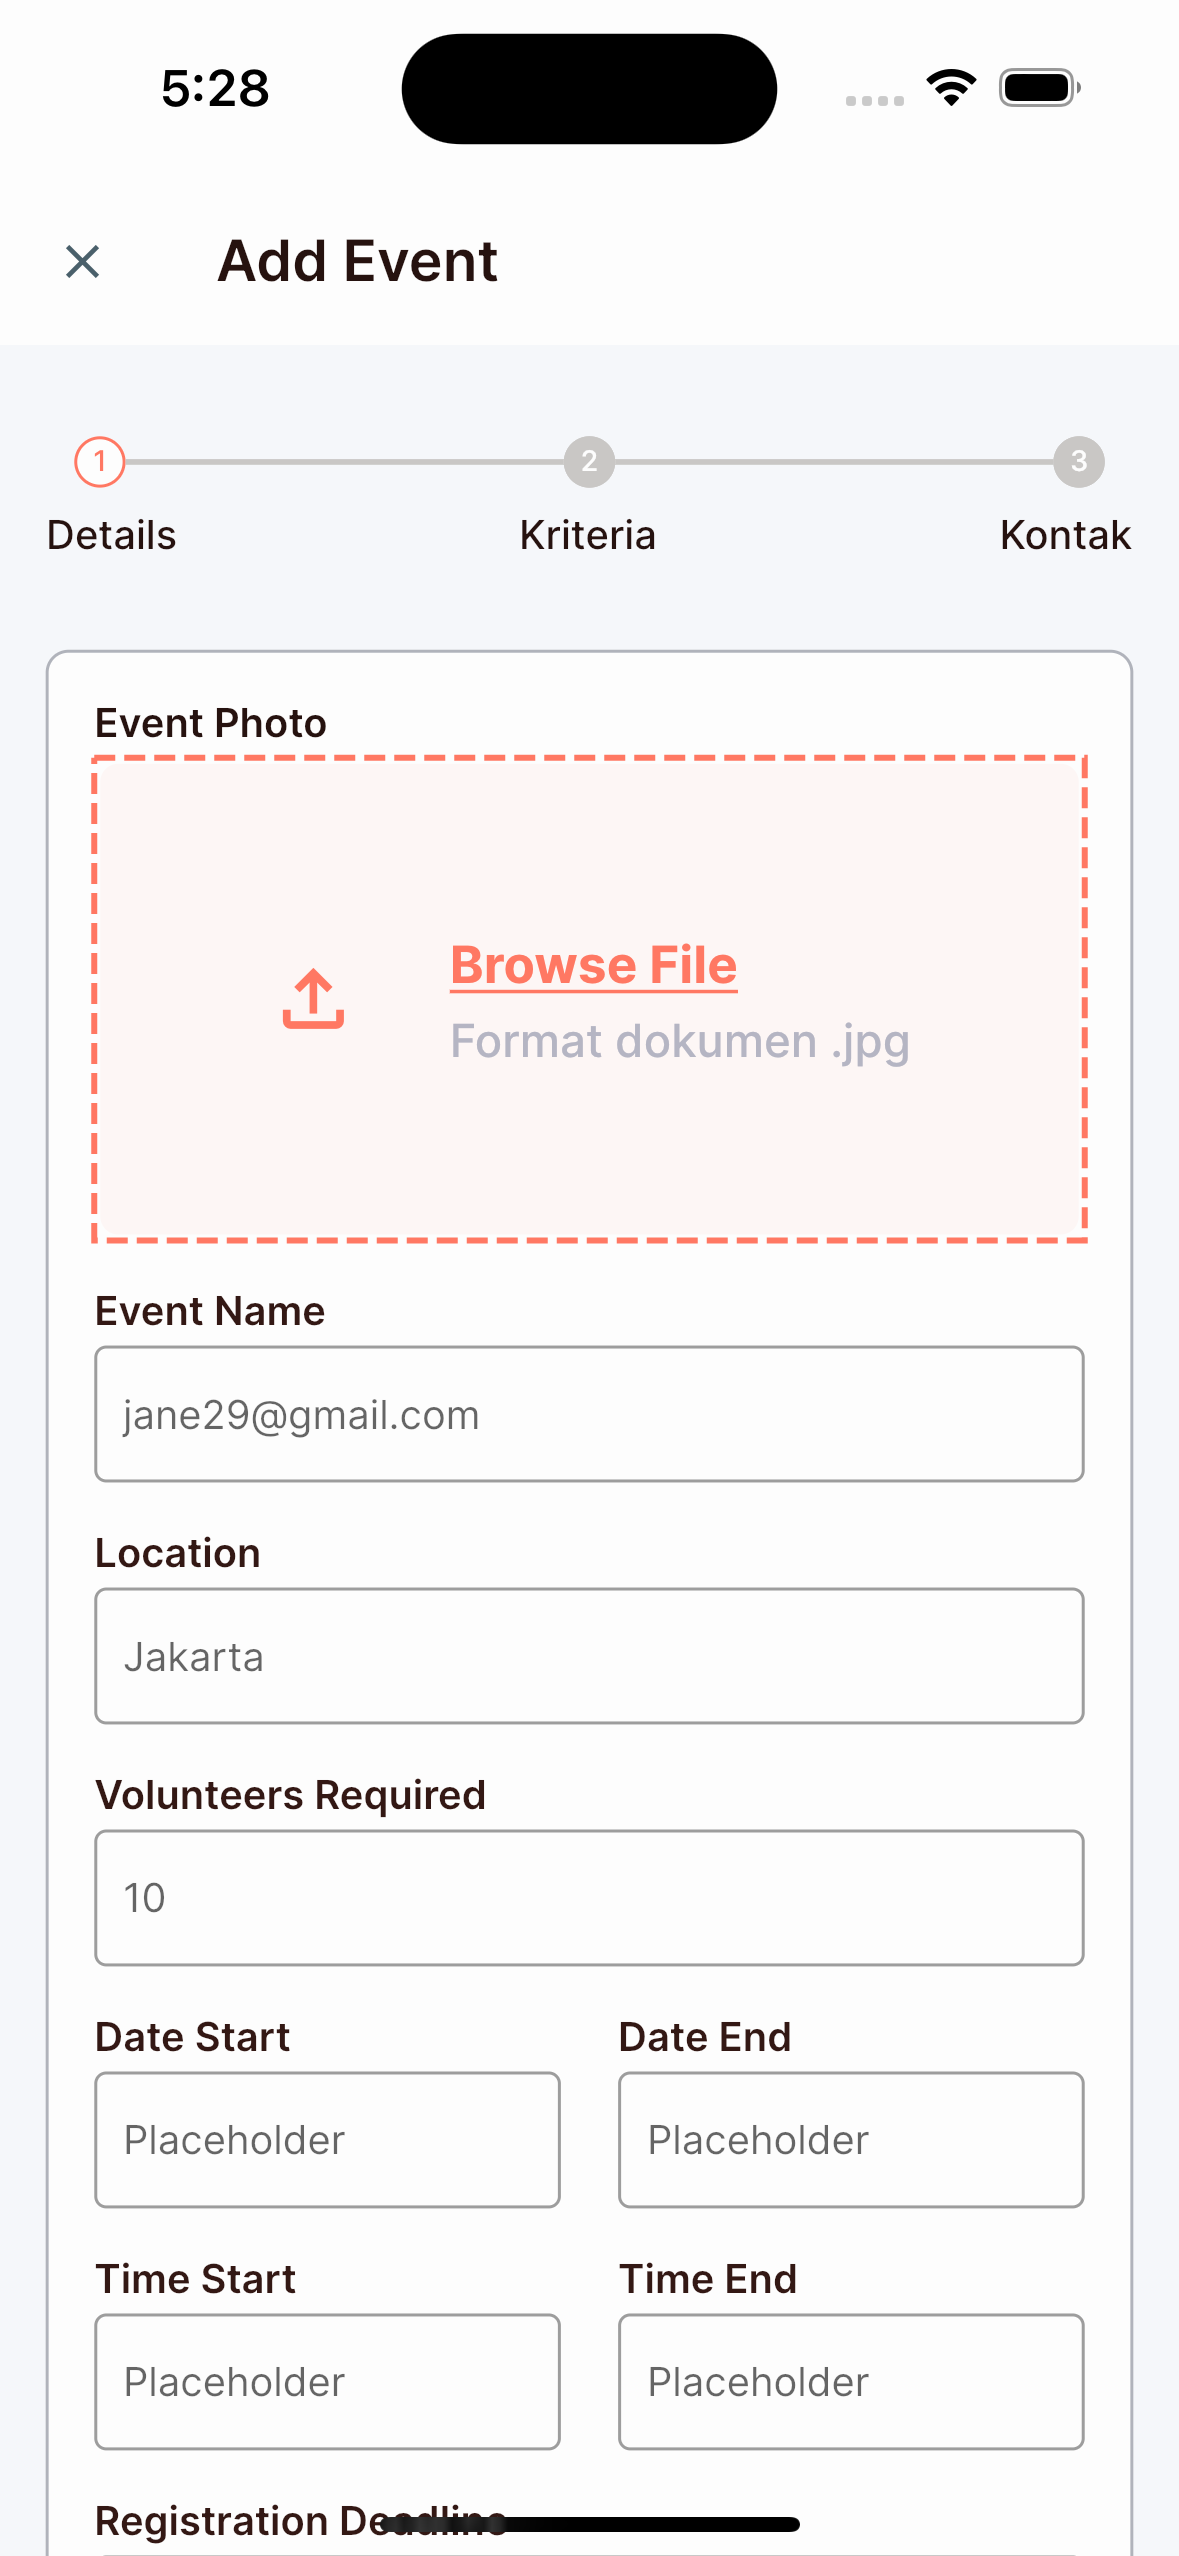 5:28
Add Event
1 2 3
Details Kriteria Kontak
Event Photo
Browse File
Format dokumen .jpg
Event Name
jane29@gmail.com
Location
Jakarta
Volunteers Required
10
Date Start Date End
Placeholder Placeholder
Time Start Time End
Placeholder Placeholder
Registration Deadline